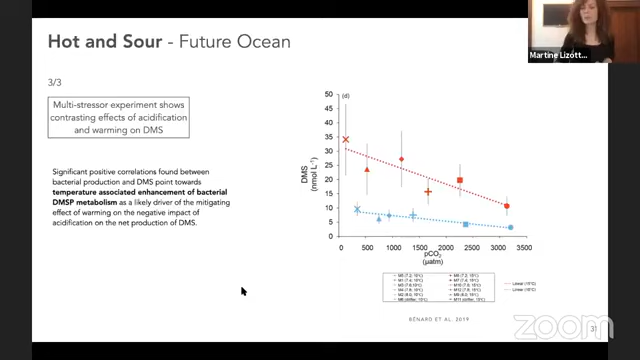 Hot and Sour - Future Ocean
Martine Lizott...
3/3
Multi-stressor experiment shows
contrasting effects of acidification
and warming on DMS
Significant positive correlations found between
bacterial production and DMS point towards
temperature associated enhancement of bacterial
DMSP metabolism as a likely driver of the mitigating
effect of warming on the negative impact of
acidification on the net production of DMS.
(d)
DMS
(nmol L⁻¹)
50
45
40
35
30
25
20
15
10
5
0
0 500 1000 1500 2000 2500 3000 3500
pCO₂
(µatm)
BÉNARD ET AL. 2019
31
zoom